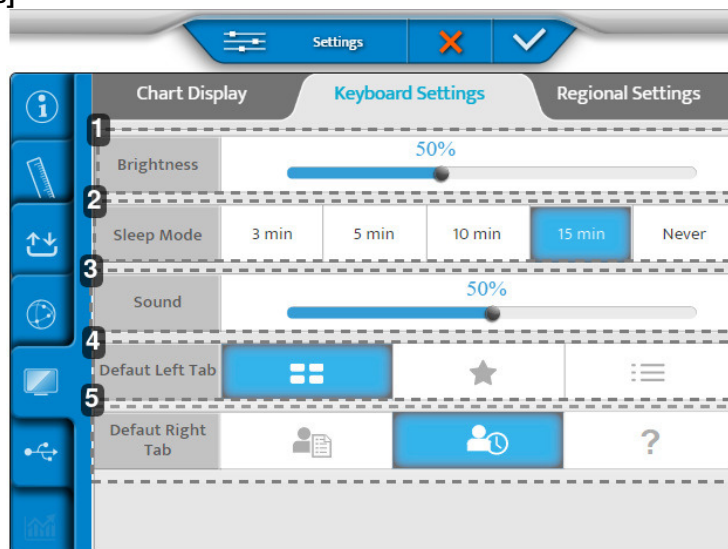 Settings
Chart Display
Keyboard Settings
Regional Settings
1
50%
Brightness
2
Sleep Mode
3 min
5 min
10 min
15 min
Never
3
50%
Sound
4
Defaut Left Tab
5
Defaut Right
Tab
?